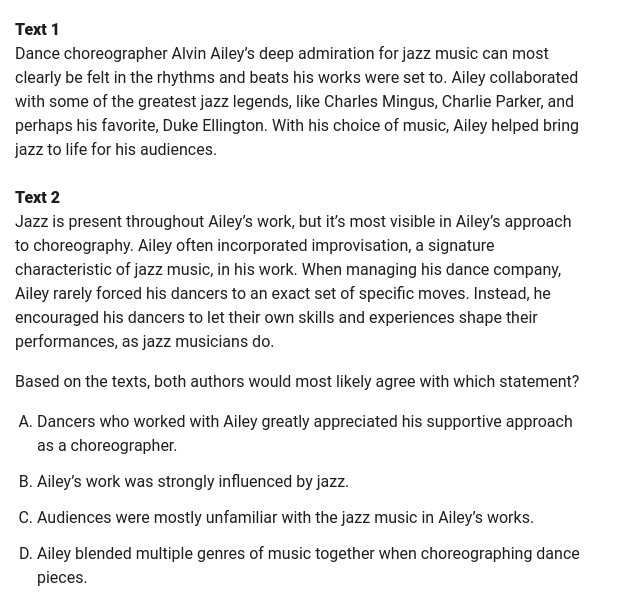 Text 1
Dance choreographer Alvin Ailey’s deep admiration for jazz music can most
clearly be felt in the rhythms and beats his works were set to. Ailey collaborated
with some of the greatest jazz legends, like Charles Mingus, Charlie Parker, and
perhaps his favorite, Duke Ellington. With his choice of music, Ailey helped bring
jazz to life for his audiences.
Text 2
Jazz is present throughout Ailey’s work, but it’s most visible in Ailey’s approach
to choreography. Ailey often incorporated improvisation, a signature
characteristic of jazz music, in his work. When managing his dance company,
Ailey rarely forced his dancers to an exact set of specific moves. Instead, he
encouraged his dancers to let their own skills and experiences shape their
performances, as jazz musicians do.
Based on the texts, both authors would most likely agree with which statement?
A. Dancers who worked with Ailey greatly appreciated his supportive approach
as a choreographer.
B. Ailey’s work was strongly influenced by jazz.
C. Audiences were mostly unfamiliar with the jazz music in Ailey’s works.
D. Ailey blended multiple genres of music together when choreographing dance
pieces.